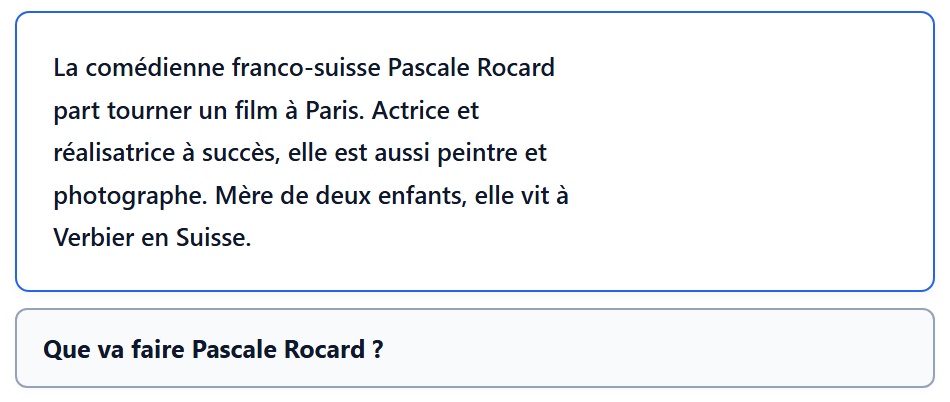 La comédienne franco-suisse Pascale Rocard
part tourner un film à Paris. Actrice et
réalisatrice à succès, elle est aussi peintre et
photographe. Mère de deux enfants, elle vit à
Verbier en Suisse.
Que va faire Pascale Rocard ?